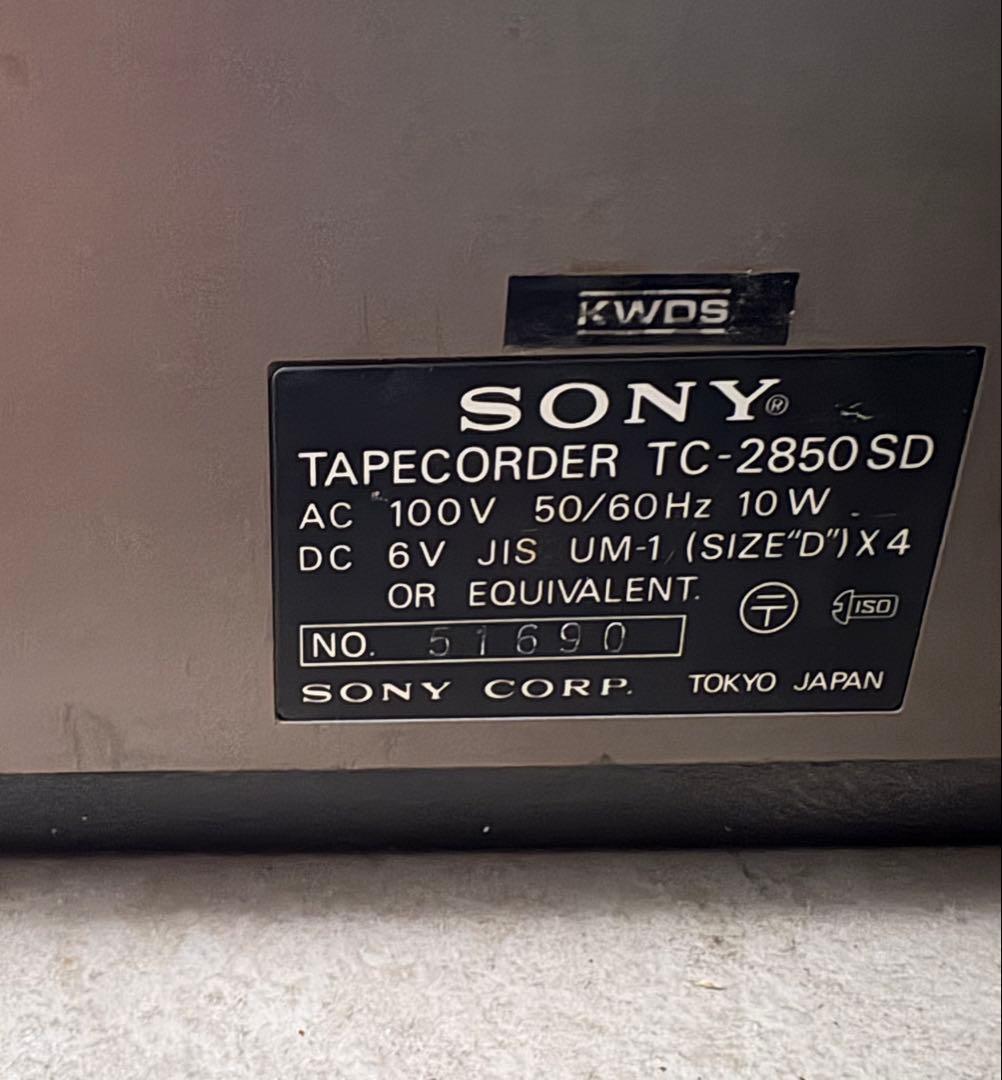 KWDS
SONY®
TAPECORDER TC-2850SD
AC 100V 50/60Hz 10W
DC 6V JIS UM-1 (SIZE"D")X4
OR EQUIVALENT.
ISO
NO. 51690
SONY CORP. TOKYO JAPAN